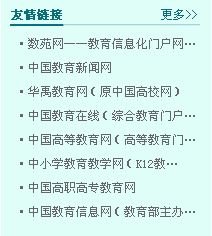 友情链接 更多>>
· 数苑网——教育信息化门户网…
· 中国教育新闻网
· 华禹教育网（原中国高校网）
· 中国教育在线（综合教育门户…
· 中国高等教育网（高等教育门…
· 中小学教育教学网（K12教…
· 中国高职高专教育网
· 中国教育信息网（教育部主办…